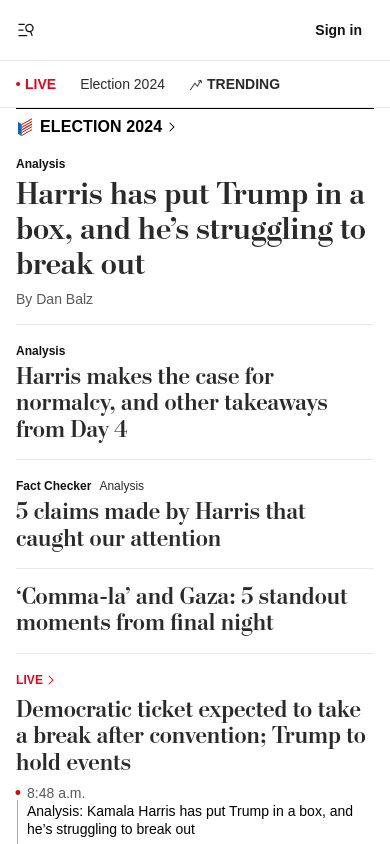 Sign in
LIVE Election 2024 TRENDING
ELECTION 2024
Analysis
Harris has put Trump in a
box, and he’s struggling to
break out
By Dan Balz
Analysis
Harris makes the case for
normalcy, and other takeaways
from Day 4
Fact Checker Analysis
5 claims made by Harris that
caught our attention
‘Comma-la’ and Gaza: 5 standout
moments from final night
LIVE
Democratic ticket expected to take
a break after convention; Trump to
hold events
8:48 a.m.
Analysis: Kamala Harris has put Trump in a box, and
he’s struggling to break out